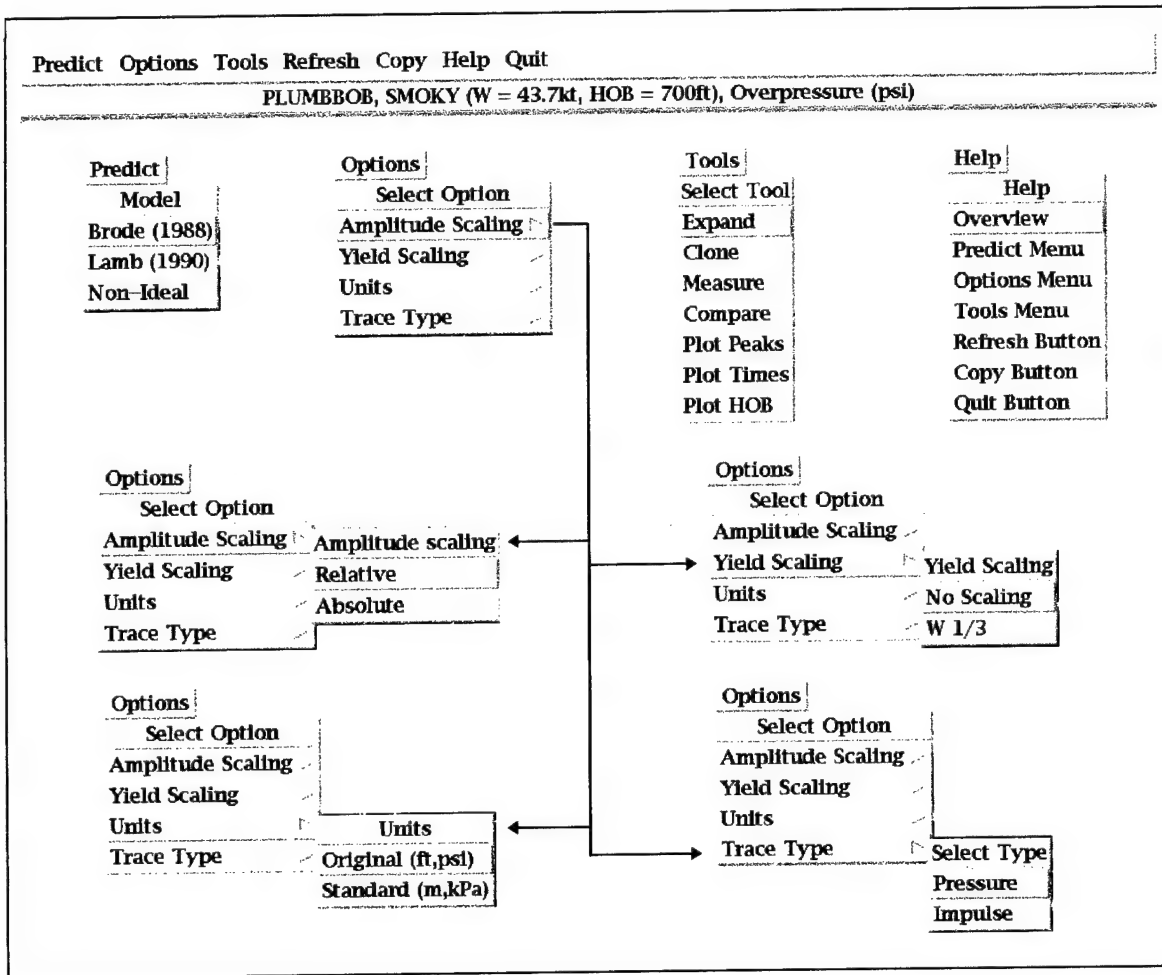 Predict Options Tools Refresh Copy Help Quit
PLUMBBOB, SMOKY (W = 43.7kt, HOB = 700ft), Overpressure (psi)
Predict
Model
Brode (1988)
Lamb (1990)
Non-Ideal
Options
Select Option
Amplitude Scaling
Yield Scaling
Units
Trace Type
Tools
Select Tool
Expand
Clone
Measure
Compare
Plot Peaks
Plot Times
Plot HOB
Help
Help
Overview
Predict Menu
Options Menu
Tools Menu
Refresh Button
Copy Button
Quit Button
Options
Select Option
Amplitude Scaling
Yield Scaling
Units
Trace Type
Amplitude scaling
Relative
Absolute
Options
Select Option
Amplitude Scaling
Yield Scaling
Units
Trace Type
Yield Scaling
No Scaling
W 1/3
Options
Select Option
Amplitude Scaling
Yield Scaling
Units
Trace Type
Units
Original (ft,psi)
Standard (m,kPa)
Options
Select Option
Amplitude Scaling
Yield Scaling
Units
Trace Type
Select Type
Pressure
Impulse